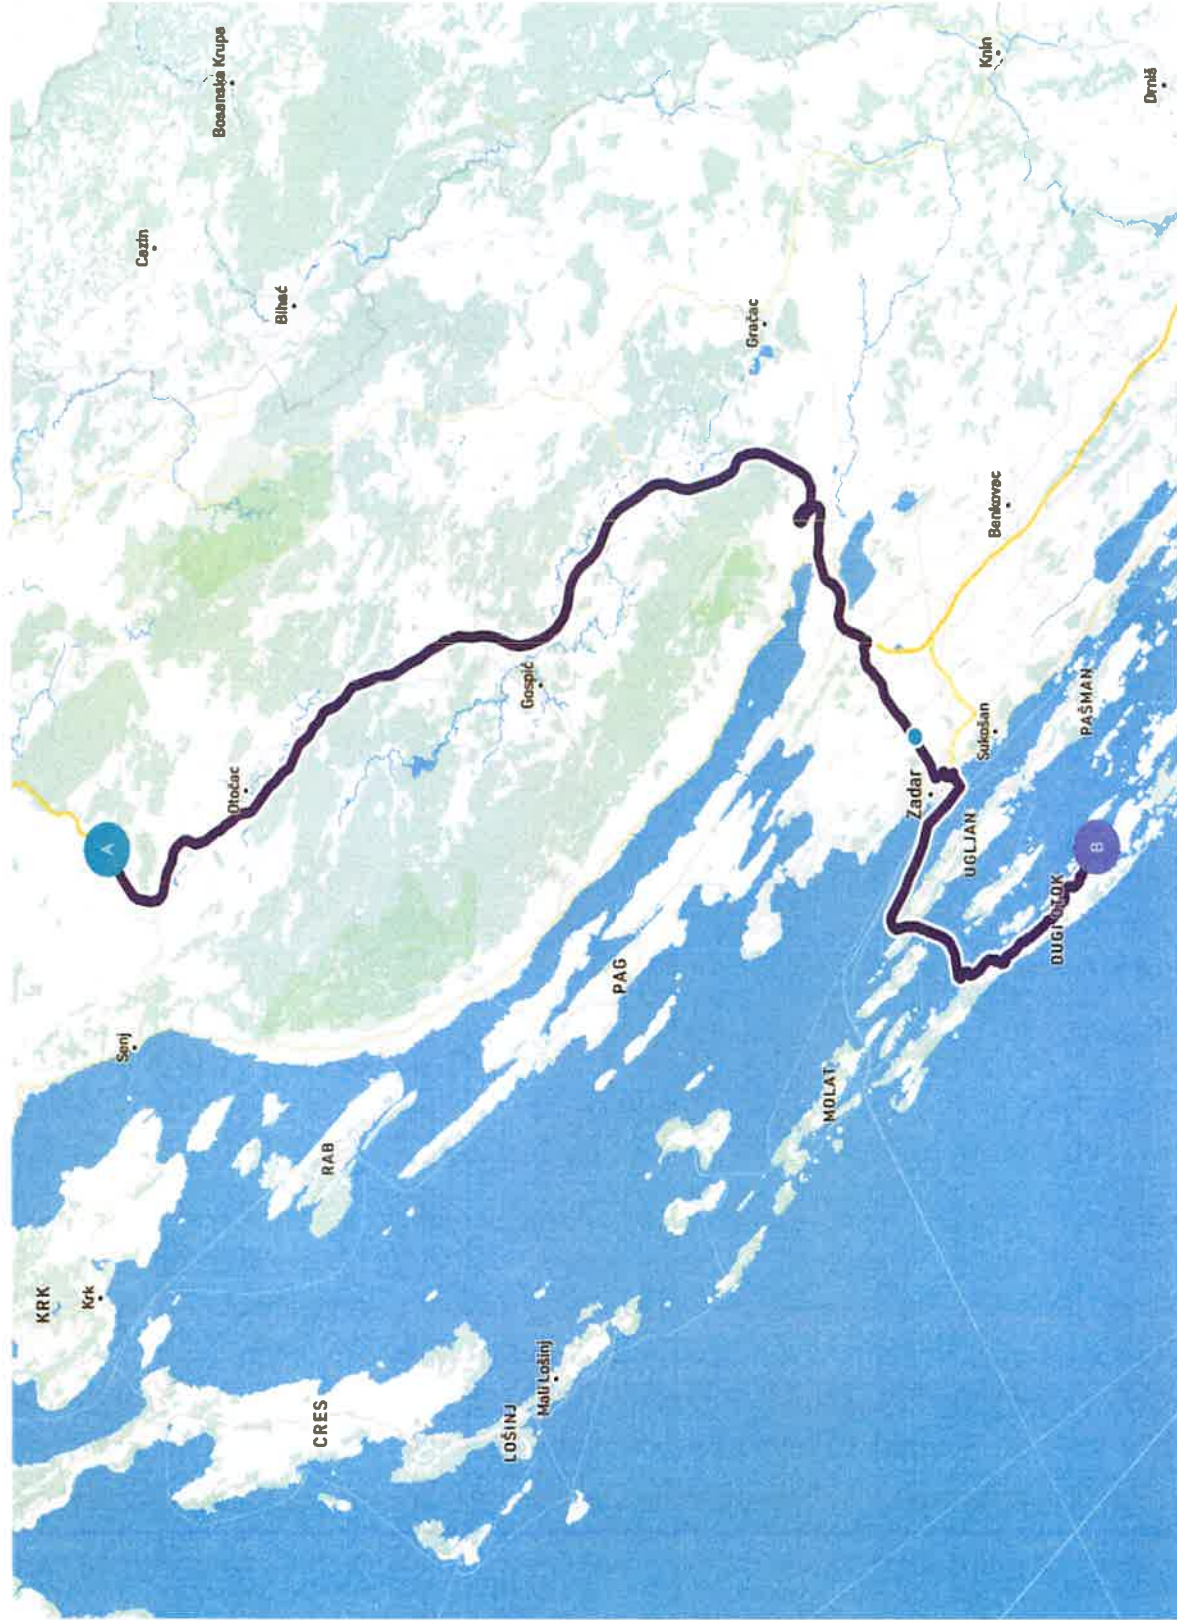 KRK
Krk
A
Senj
Cazin
Bosanska Krupa
Otočac
Bihać
CRES
RAB
LOŠINJ
Gospić
Mali Lošinj
PAG
Gračac
MOLAT
Zadar
UGLJAN
Sukošan
Knin
Benkovac
DUGI OTOK
PAŠMAN
B
Drniš